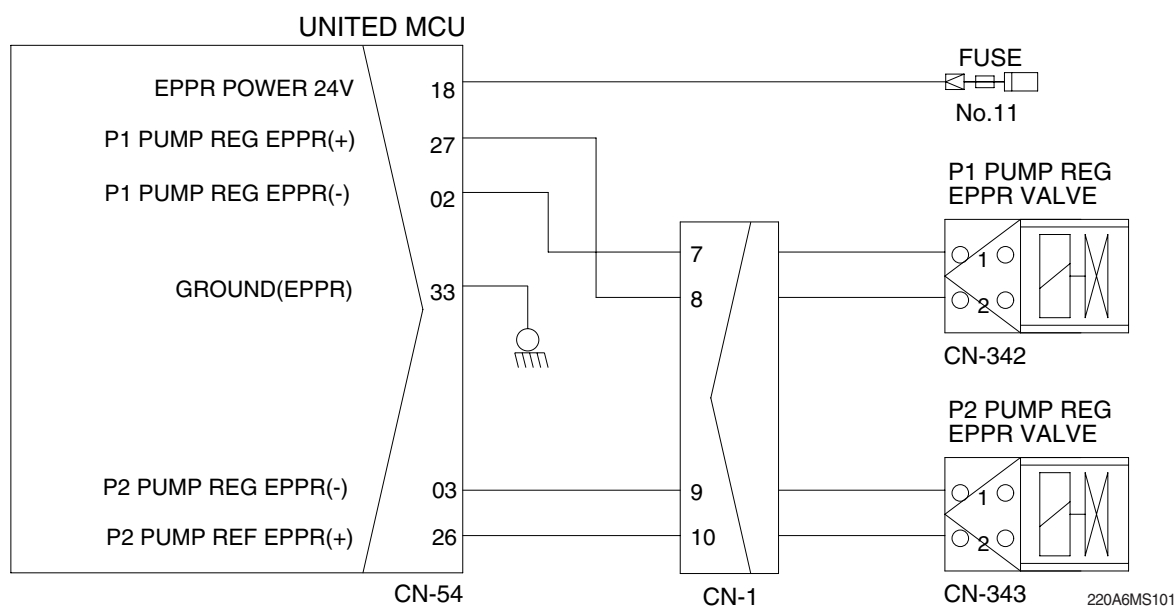 UNITED MCU
FUSE
EPPR POWER 24V
18
No.11
P1 PUMP REG EPPR(+)
27
P1 PUMP REG EPPR(-)
02
P1 PUMP REG
EPPR VALVE
7
1
GROUND(EPPR)
33
8
2
CN-342
P2 PUMP REG
EPPR VALVE
P2 PUMP REG EPPR(-)
03
9
1
P2 PUMP REF EPPR(+)
26
10
2
CN-54
CN-1
CN-343
220A6MS101